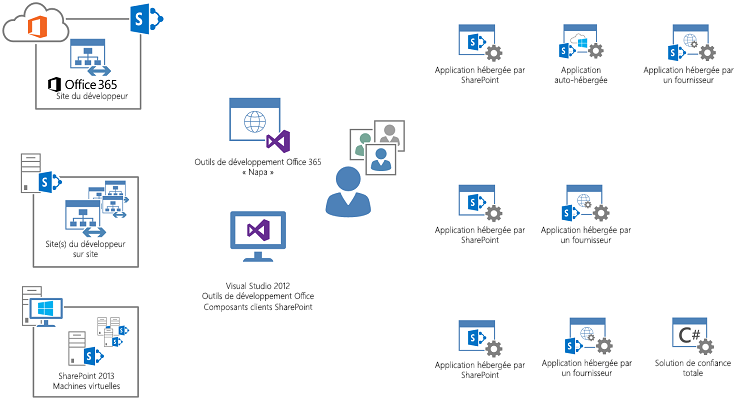 Office 365
Site du développeur
Application hébergée par
SharePoint
Application
auto-hébergée
Application hébergée par
un fournisseur
Outils de développement Office 365
« Napa »
Site(s) du développeur
sur site
Application hébergée par
SharePoint
Application hébergée par
un fournisseur
Visual Studio 2012
Outils de développement Office
Composants clients SharePoint
SharePoint 2013
Machines virtuelles
Application hébergée par
SharePoint
Application hébergée par
un fournisseur
C#
Solution de confiance
totale